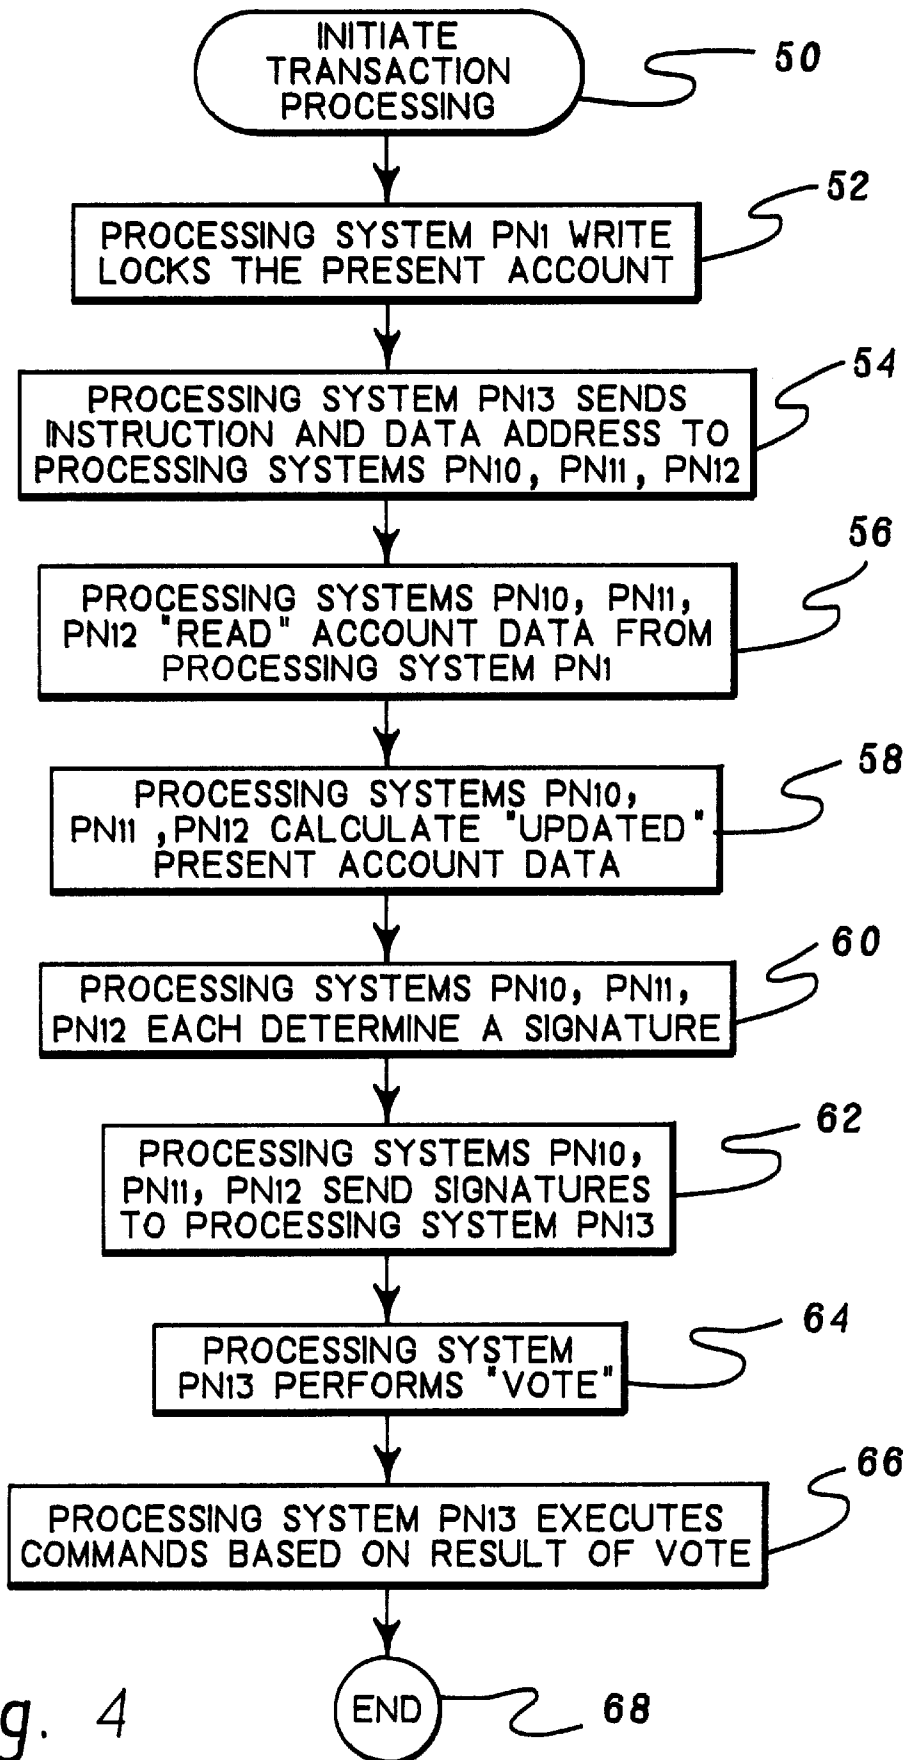 INITIATE
TRANSACTION
PROCESSING
50
PROCESSING SYSTEM PN1 WRITE
LOCKS THE PRESENT ACCOUNT
52
PROCESSING SYSTEM PN13 SENDS
INSTRUCTION AND DATA ADDRESS TO
PROCESSING SYSTEMS PN10, PN11, PN12
54
PROCESSING SYSTEMS PN10, PN11,
PN12 "READ" ACCOUNT DATA FROM
PROCESSING SYSTEM PN1
56
PROCESSING SYSTEMS PN10,
PN11 ,PN12 CALCULATE "UPDATED"
PRESENT ACCOUNT DATA
58
PROCESSING SYSTEMS PN10, PN11,
PN12 EACH DETERMINE A SIGNATURE
60
PROCESSING SYSTEMS PN10,
PN11, PN12 SEND SIGNATURES
TO PROCESSING SYSTEM PN13
62
PROCESSING SYSTEM
PN13 PERFORMS "VOTE"
64
PROCESSING SYSTEM PN13 EXECUTES
COMMANDS BASED ON RESULT OF VOTE
66
END
68
g. 4